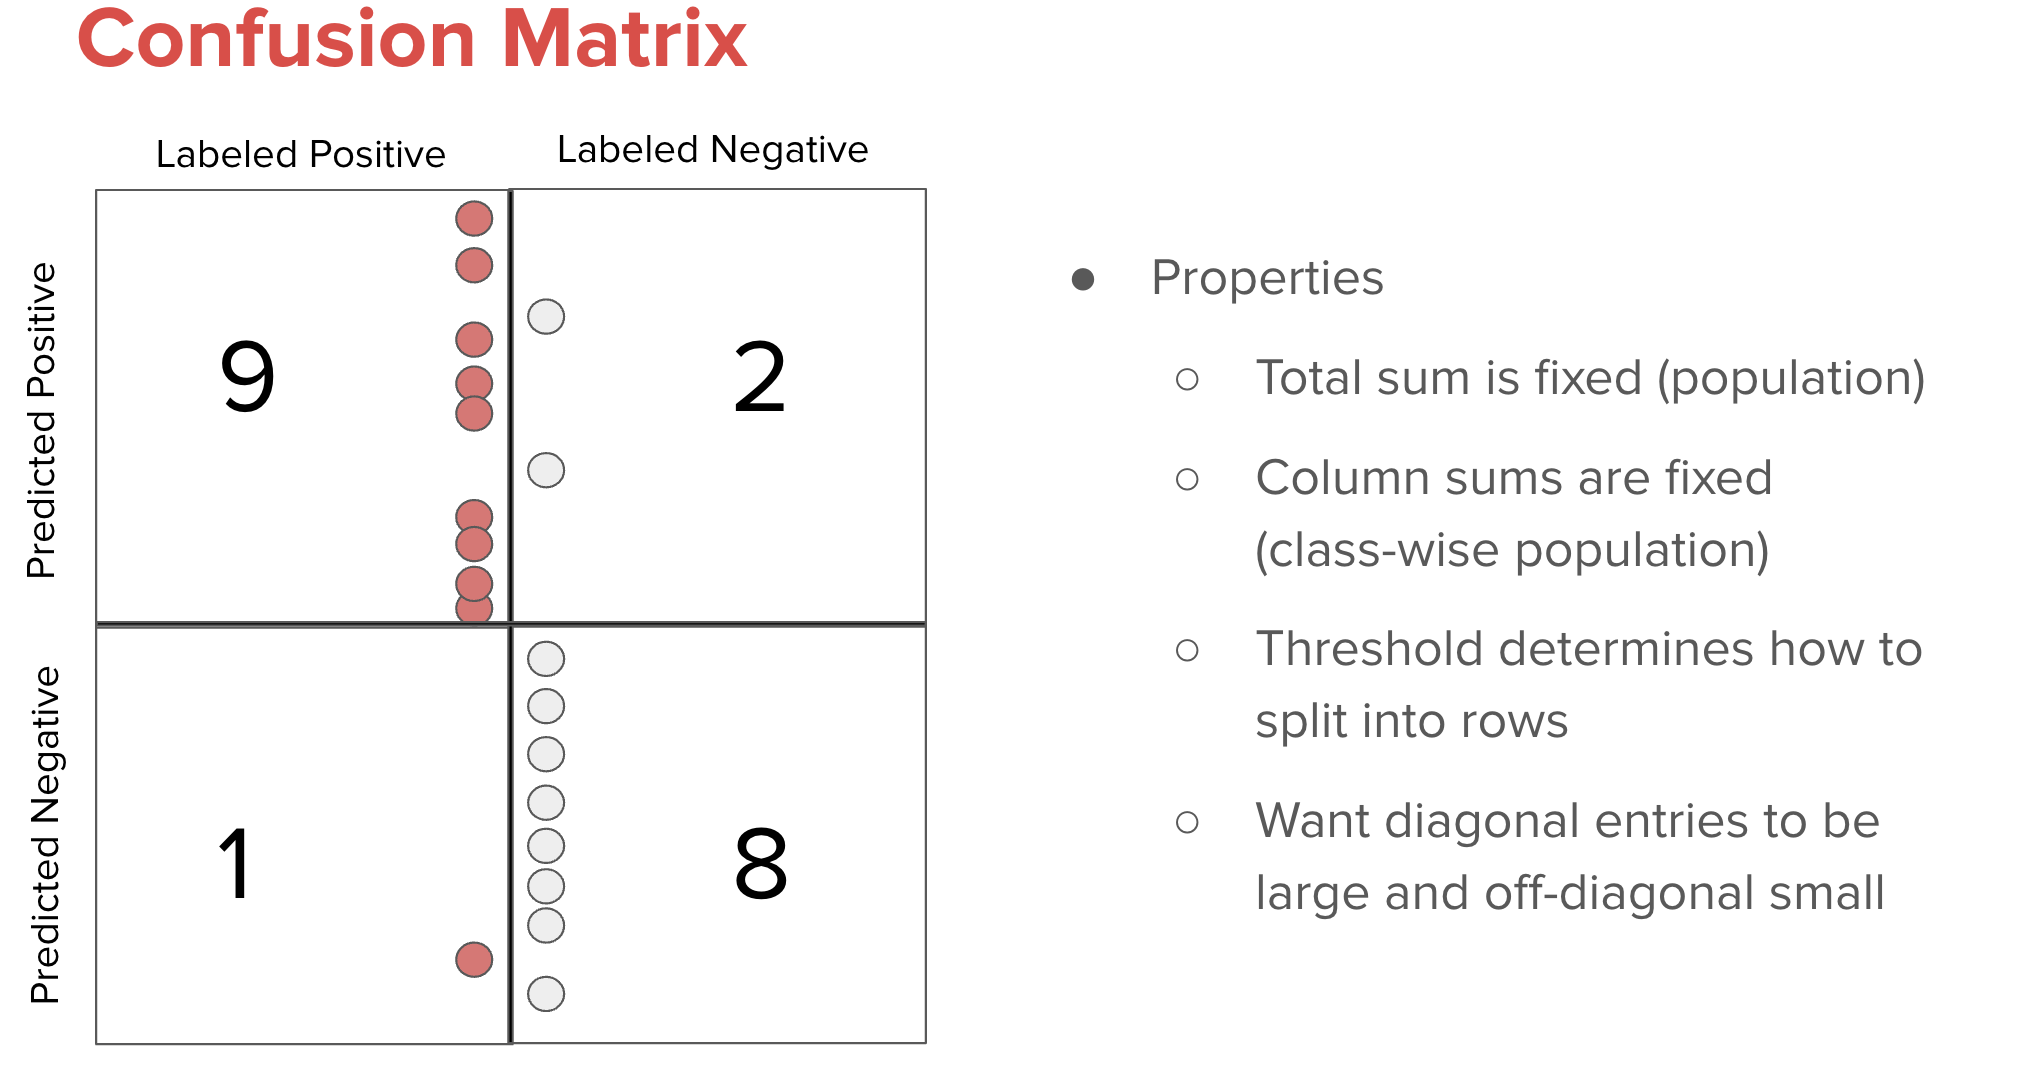 Confusion Matrix
Labeled Positive
Labeled Negative
Predicted Positive
9
2
Predicted Negative
1
8
● Properties
○ Total sum is fixed (population)
○ Column sums are fixed
(class-wise population)
○ Threshold determines how to
split into rows
○ Want diagonal entries to be
large and off-diagonal small